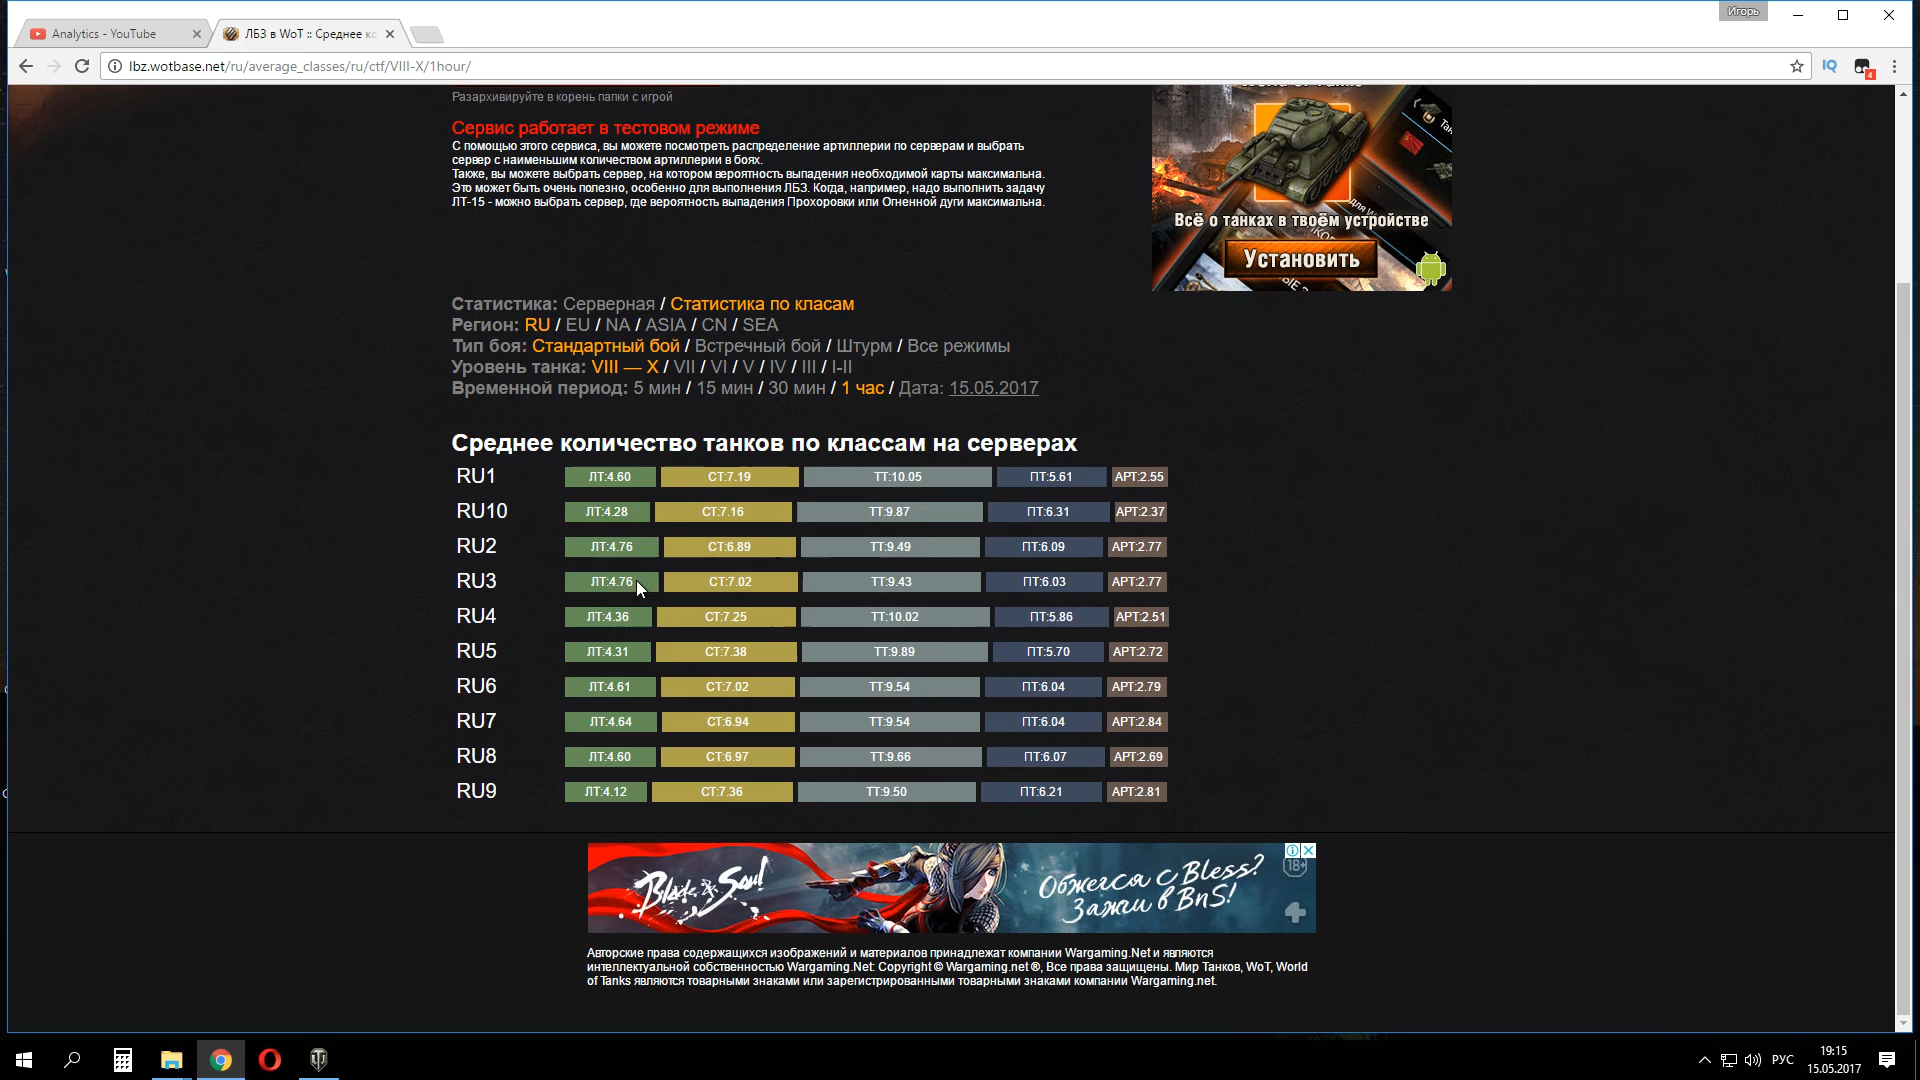 Игорь
Analytics - YouTube
ЛБЗ в WoT :: Среднее ко
lbz.wotbase.net/ru/average_classes/ru/ctf/VIII-X/1hour/
IQ
4
Разархивируйте в корень папки с игрой
Сервис работает в тестовом режиме
С помощью этого сервиса, вы можете посмотреть распределение артиллерии по серверам и выбрать
сервер с наименьшим количеством артиллерии в боях.
Также, вы можете выбрать сервер, на котором вероятность выпадения необходимой карты максимальна.
Это может быть очень полезно, особенно для выполнения ЛБЗ. Когда, например, надо выполнить задачу
ЛТ-15 - можно выбрать сервер, где вероятность выпадения Прохоровки или Огненной дуги максимальна.
Всё о танках в твоём устройстве
Установить
Статистика: Серверная / Статистика по класам
Регион: RU / EU / NA / ASIA / CN / SEA
Тип боя: Стандартный бой / Встречный бой / Штурм / Все режимы
Уровень танка: VIII — X / VII / VI / V / IV / III / I-II
Временной период: 5 мин / 15 мин / 30 мин / 1 час / Дата: 15.05.2017
Среднее количество танков по классам на серверах
RU1 ЛТ:4.60 СТ:7.19 ТТ:10.05 ПТ:5.61 АРТ:2.55
RU10 ЛТ:4.28 СТ:7.16 ТТ:9.87 ПТ:6.31 АРТ:2.37
RU2 ЛТ:4.76 СТ:6.89 ТТ:9.49 ПТ:6.09 АРТ:2.77
RU3 ЛТ:4.76 СТ:7.02 ТТ:9.43 ПТ:6.03 АРТ:2.77
RU4 ЛТ:4.36 СТ:7.25 ТТ:10.02 ПТ:5.86 АРТ:2.51
RU5 ЛТ:4.31 СТ:7.38 ТТ:9.89 ПТ:5.70 АРТ:2.72
RU6 ЛТ:4.61 СТ:7.02 ТТ:9.54 ПТ:6.04 АРТ:2.79
RU7 ЛТ:4.64 СТ:6.94 ТТ:9.54 ПТ:6.04 АРТ:2.84
RU8 ЛТ:4.60 СТ:6.97 ТТ:9.66 ПТ:6.07 АРТ:2.69
RU9 ЛТ:4.12 СТ:7.36 ТТ:9.50 ПТ:6.21 АРТ:2.81
Blade & Soul
Обжегся с Bless?
Зажги в BnS!
18+
Авторские права содержащихся изображений и материалов принадлежат компании Wargaming.Net и являются
интеллектуальной собственностью Wargaming.Net: Copyright © Wargaming.net ®, Все права защищены. Мир Танков, WoT, World
of Tanks являются товарными знаками или зарегистрированными товарными знаками компании Wargaming.net.
РУС
19:15
15.05.2017